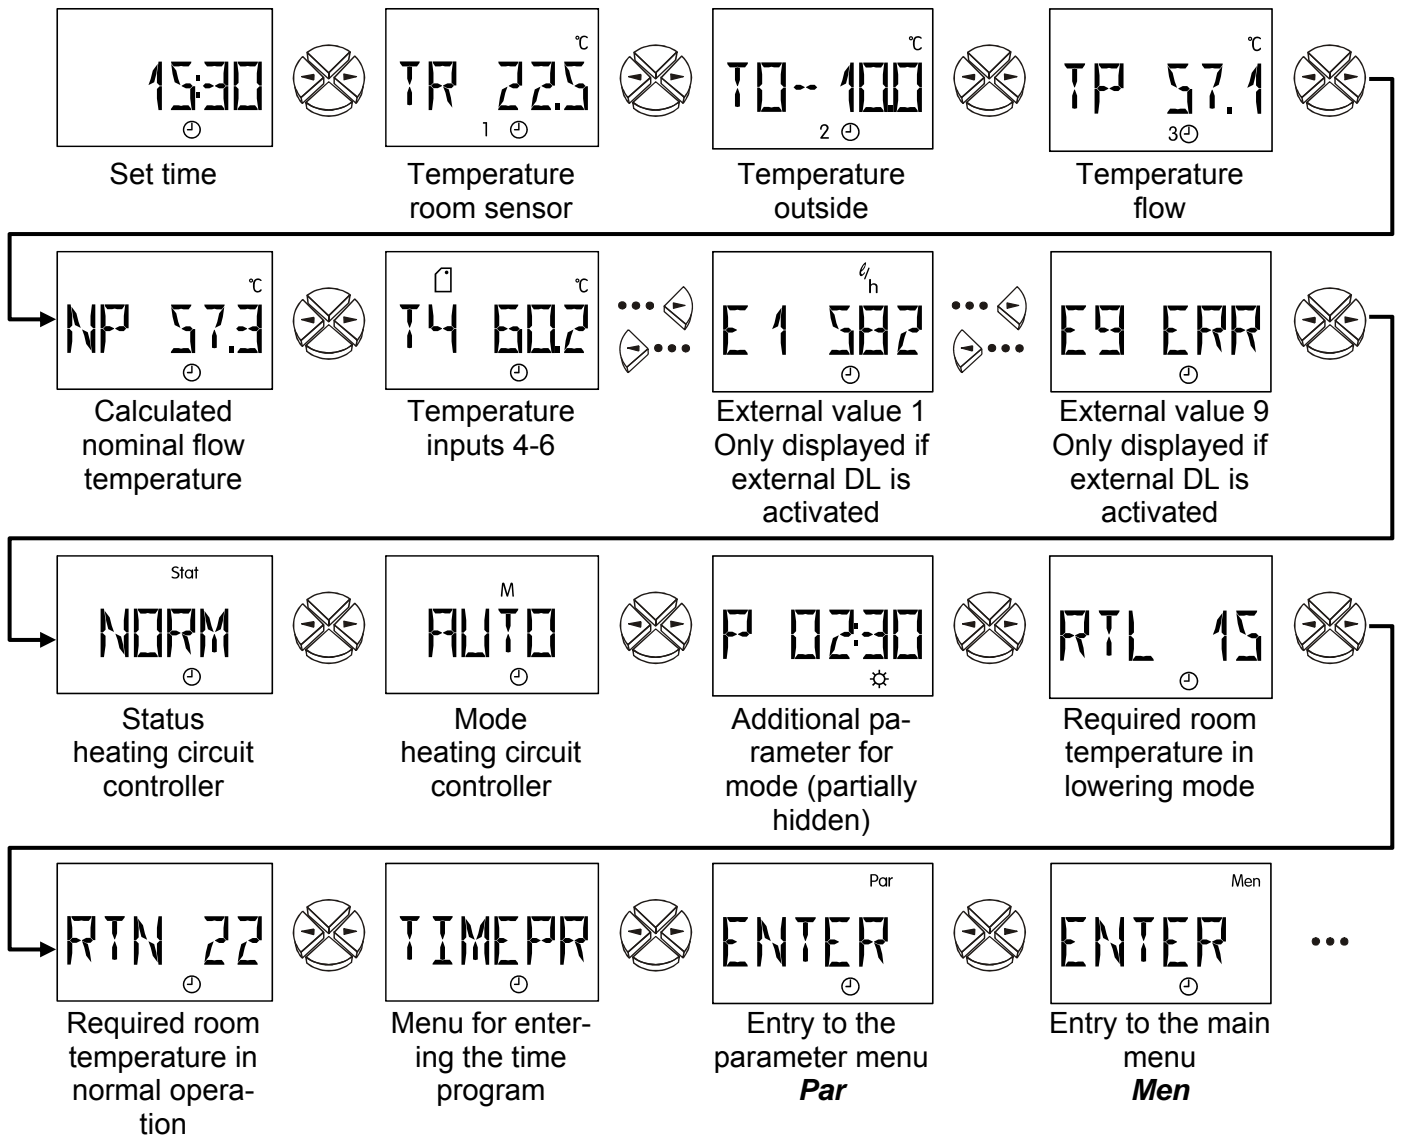 15:30
Set time
℃
TR 22.5
1
Temperature
room sensor
℃
TO--10.0
2
Temperature
outside
℃
TP 57.1
3
Temperature
flow
℃
NP 57.3
Calculated
nominal flow
temperature
℃
T4 60.2
Temperature
inputs 4-6
ℓ/h
E1 582
External value 1
Only displayed if
external DL is
activated
E9 ERR
External value 9
Only displayed if
external DL is
activated
Stat
NORM
Status
heating circuit
controller
M
AUTO
Mode
heating circuit
controller
P 02:30
Additional pa-
rameter for
mode (partially
hidden)
RTL 15
Required room
temperature in
lowering mode
RTN 22
Required room
temperature in
normal opera-
tion
TIMEPR
Menu for enter-
ing the time
program
Par
ENTER
Entry to the
parameter menu
Par
Men
ENTER
Entry to the main
menu
Men